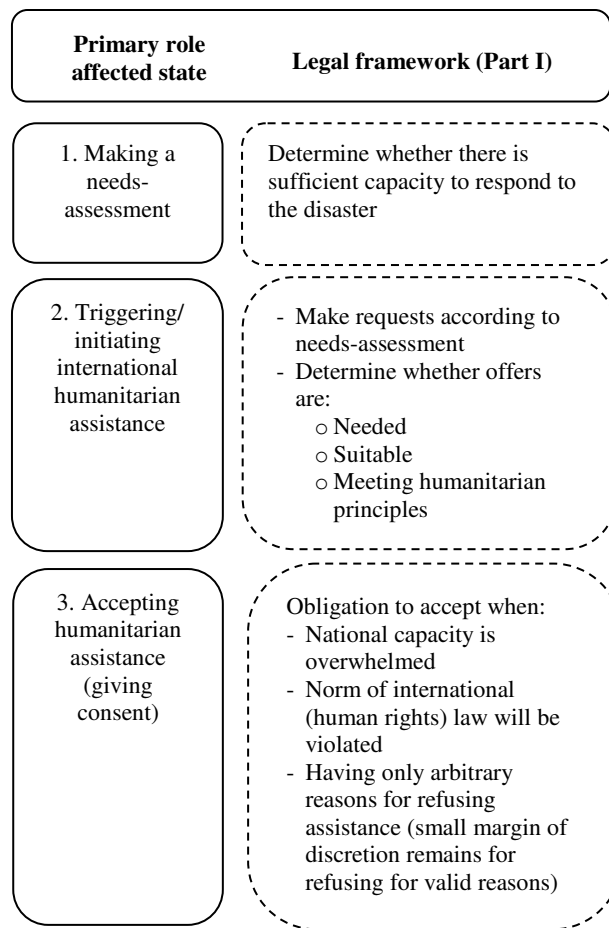 Primary role
affected state
Legal framework (Part I)
1. Making a
needs-
assessment
Determine whether there is
sufficient capacity to respond to
the disaster
2. Triggering/
initiating
international
humanitarian
assistance
- Make requests according to
needs-assessment
- Determine whether offers
are:
o Needed
o Suitable
o Meeting humanitarian
principles
3. Accepting
humanitarian
assistance
(giving
consent)
Obligation to accept when:
- National capacity is
overwhelmed
- Norm of international
(human rights) law will be
violated
- Having only arbitrary
reasons for refusing
assistance (small margin of
discretion remains for
refusing for valid reasons)